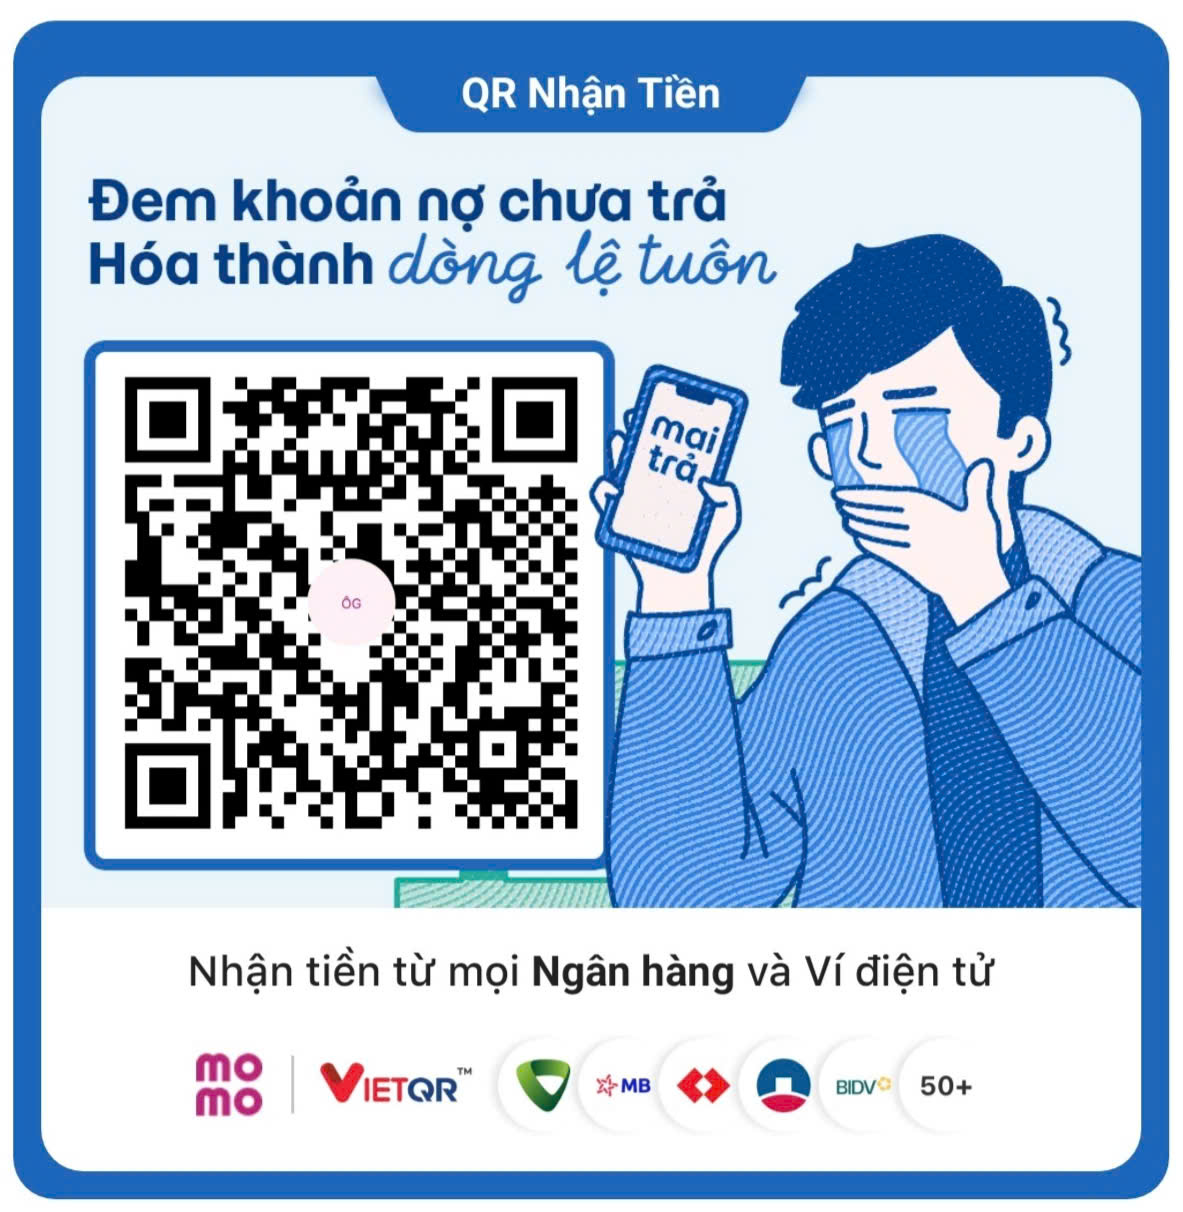 QR Nhận Tiền
Đem khoản nợ chưa trả
Hóa thành dòng lệ tuôn
mai
trả
ÔG
Nhận tiền từ mọi Ngân hàng và Ví điện tử
mo
mo
VIETQR™
MB
BIDV
50+